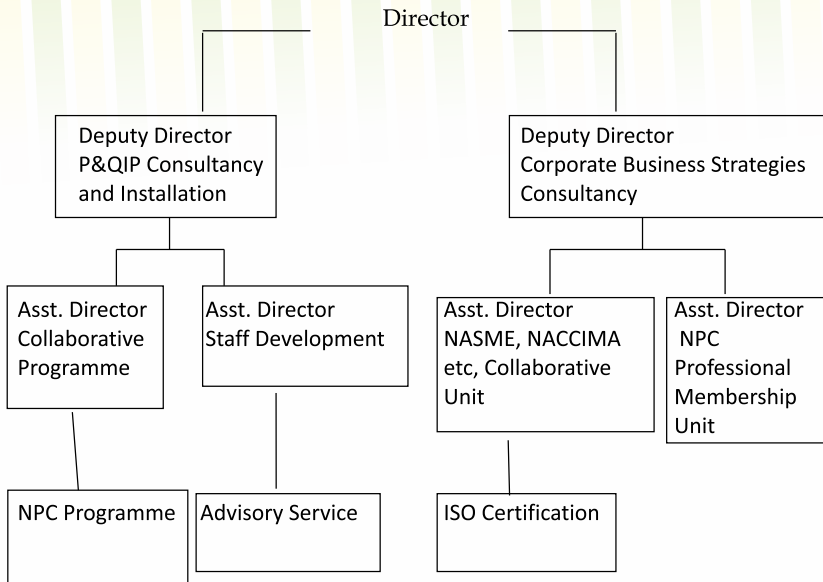 Director
Deputy Director
P&QIP Consultancy
and Installation
Deputy Director
Corporate Business Strategies
Consultancy
Asst. Director
Collaborative
Programme
Asst. Director
Staff Development
Asst. Director
NASME, NACCIMA
etc, Collaborative
Unit
Asst. Director
NPC
Professional
Membership
Unit
NPC Programme
Advisory Service
ISO Certification